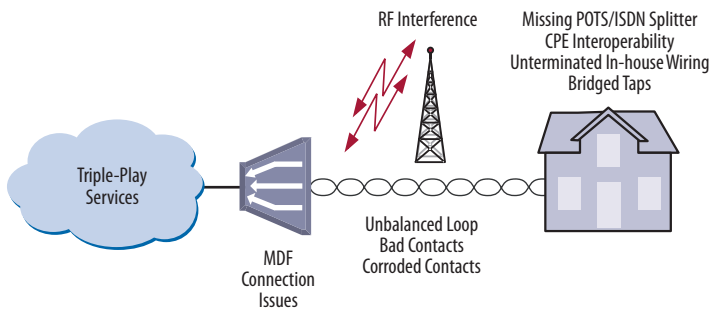 RF Interference
Missing POTS/ISDN Splitter
CPE Interoperability
Unterminated In-house Wiring
Bridged Taps
Triple-Play
Services
Unbalanced Loop
Bad Contacts
Corroded Contacts
MDF
Connection
Issues